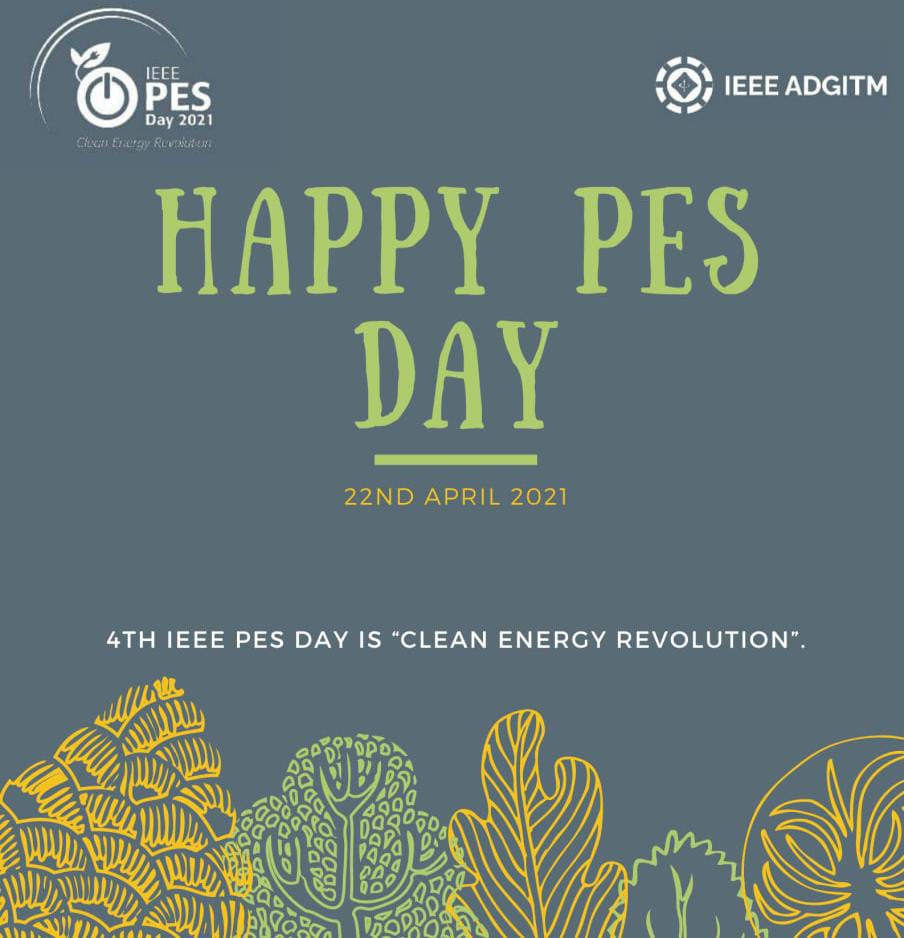 IEEE
PES
Day 2021
Clean Energy Revolution
IEEE ADGITM
HAPPY PES
DAY
22ND APRIL 2021
4TH IEEE PES DAY IS “CLEAN ENERGY REVOLUTION”.